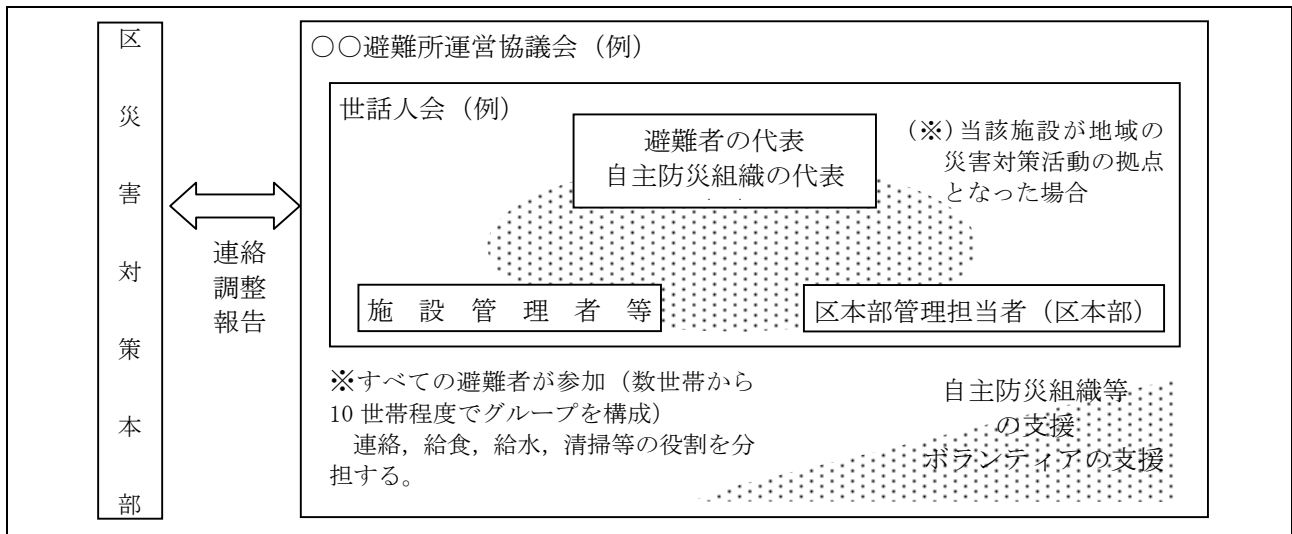 区災害対策本部
連絡
調整
報告
○○避難所運営協議会（例）
世話人会（例）
避難者の代表
自主防災組織の代表
(※)当該施設が地域の
災害対策活動の拠点
となった場合
施設管理者等
区本部管理担当者（区本部）
※すべての避難者が参加（数世帯から
10 世帯程度でグループを構成）
連絡，給食，給水，清掃等の役割を分
担する。
自主防災組織等
の支援
ボランティアの支援